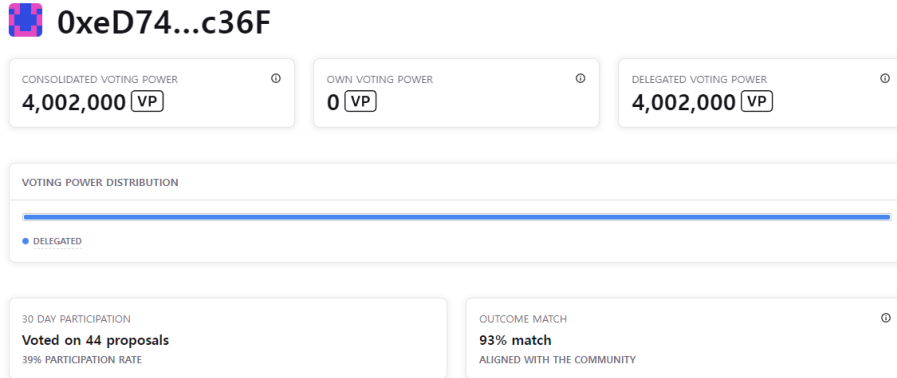 0xeD74...c36F
CONSOLIDATED VOTING POWER
4,002,000 VP
OWN VOTING POWER
0 VP
DELEGATED VOTING POWER
4,002,000 VP
VOTING POWER DISTRIBUTION
DELEGATED
30 DAY PARTICIPATION
Voted on 44 proposals
39% PARTICIPATION RATE
OUTCOME MATCH
93% match
ALIGNED WITH THE COMMUNITY